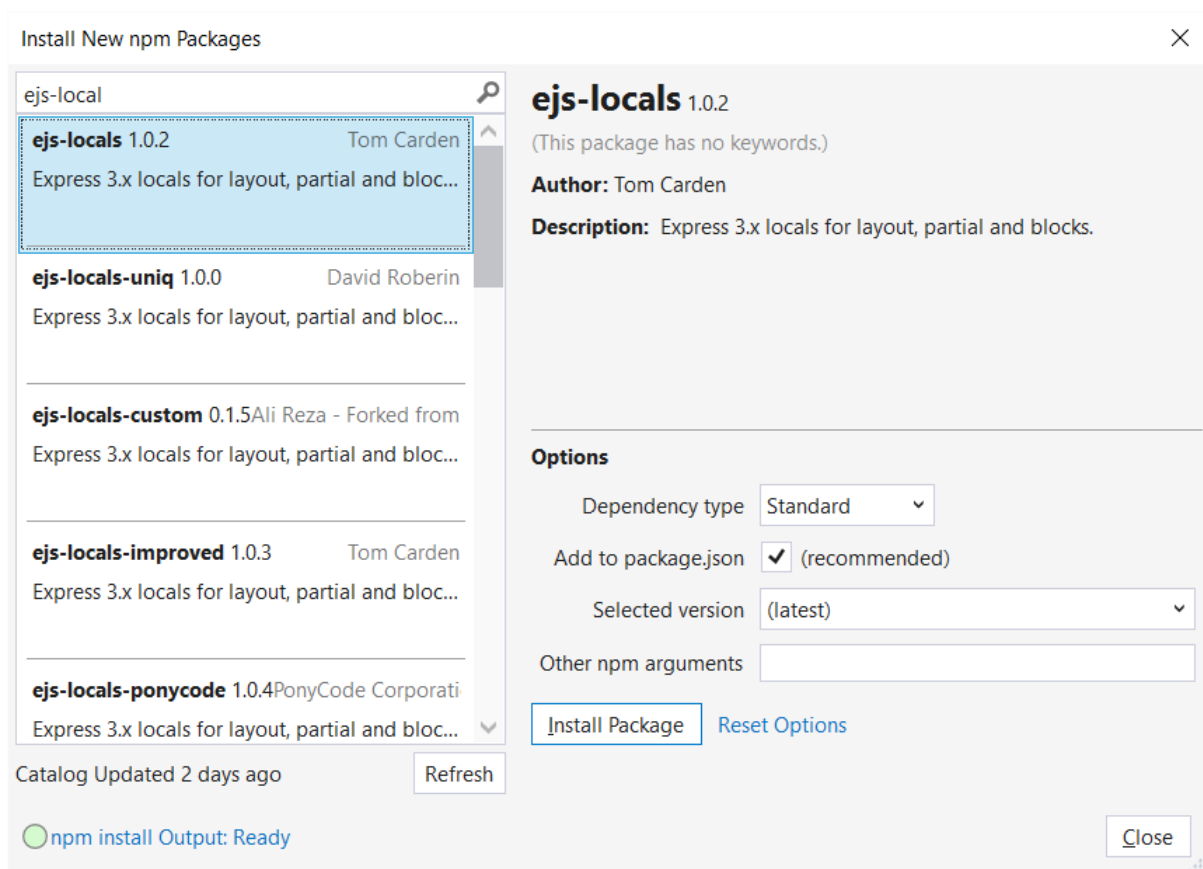 Install New npm Packages
ejs-local
ejs-locals 1.0.2 Tom Carden
Express 3.x locals for layout, partial and bloc...
ejs-locals-uniq 1.0.0 David Roberin
Express 3.x locals for layout, partial and bloc...
ejs-locals-custom 0.1.5Ali Reza - Forked from
Express 3.x locals for layout, partial and bloc...
ejs-locals-improved 1.0.3 Tom Carden
Express 3.x locals for layout, partial and bloc...
ejs-locals-ponycode 1.0.4PonyCode Corporati
Express 3.x locals for layout, partial and bloc...
Catalog Updated 2 days ago
Refresh
npm install Output: Ready
ejs-locals 1.0.2
(This package has no keywords.)
Author: Tom Carden
Description: Express 3.x locals for layout, partial and blocks.
Options
Dependency type Standard
Add to package.json (recommended)
Selected version (latest)
Other npm arguments
Install Package Reset Options
Close